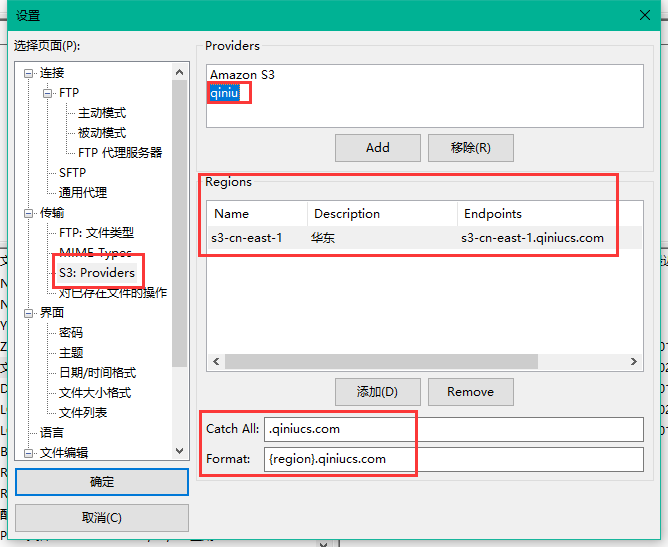 设置
选择页面(P):
连接
FTP
主动模式
被动模式
FTP 代理服务器
SFTP
通用代理
传输
FTP: 文件类型
MIME Types
S3: Providers
对已存在文件的操作
界面
密码
主题
日期/时间格式
文件大小格式
文件列表
语言
文件编辑
确定
取消(C)
Providers
Amazon S3
qiniu
Add
移除(R)
Regions
Name Description Endpoints
s3-cn-east-1 华东 s3-cn-east-1.qiniucs.com
添加(D)
Remove
Catch All: .qiniucs.com
Format: {region}.qiniucs.com